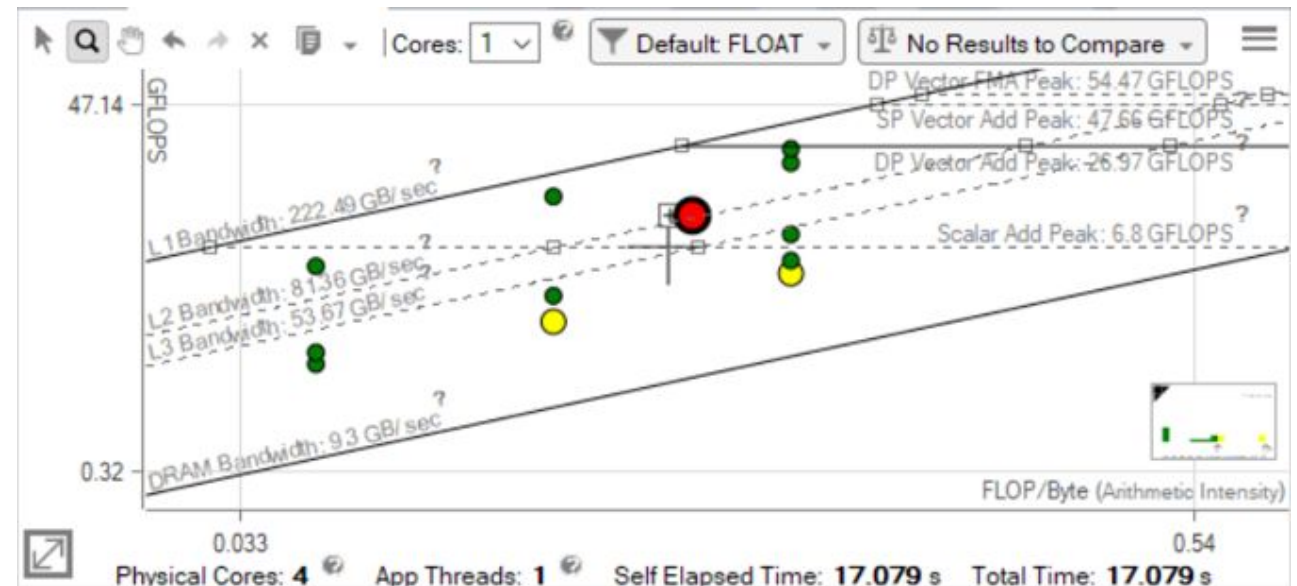 Cores: 1 Default: FLOAT No Results to Compare
47.14
GFLOPS
DP Vector FMA Peak: 54.47 GFLOPS ?
SP Vector Add Peak: 47.66 GFLOPS ?
DP Vector Add Peak: 26.97 GFLOPS
L1 Bandwidth: 222.49 GB/sec ?
Scalar Add Peak: 6.8 GFLOPS ?
L2 Bandwidth: 81.36 GB/sec ?
L3 Bandwidth: 53.67 GB/sec ?
DRAM Bandwidth: 9.3 GB/sec ?
0.32
FLOP/Byte (Arithmetic Intensity)
0.033 0.54
Physical Cores: 4 App Threads: 1 Self Elapsed Time: 17.079 s Total Time: 17.079 s